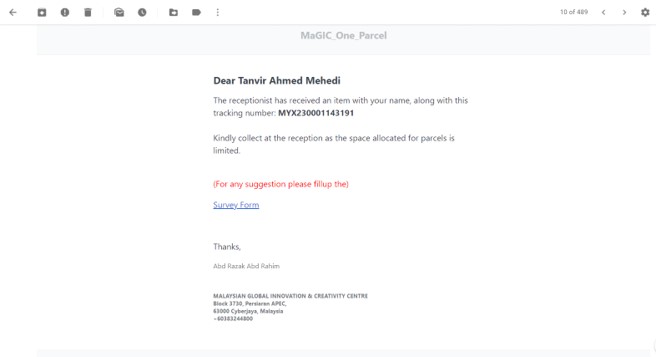 10 of 489
MaGIC_One_Parcel
Dear Tanvir Ahmed Mehedi
The receptionist has received an item with your name, along with this
tracking number: MYX230001143191
Kindly collect at the reception as the space allocated for parcels is
limited.
(For any suggestion please fillup the)
Survey Form
Thanks,
Abd Razak Abd Rahim
MALAYSIAN GLOBAL INNOVATION & CREATIVITY CENTRE
Block 3730, Persiaran APEC,
63000 Cyberjaya, Malaysia
~60383244800